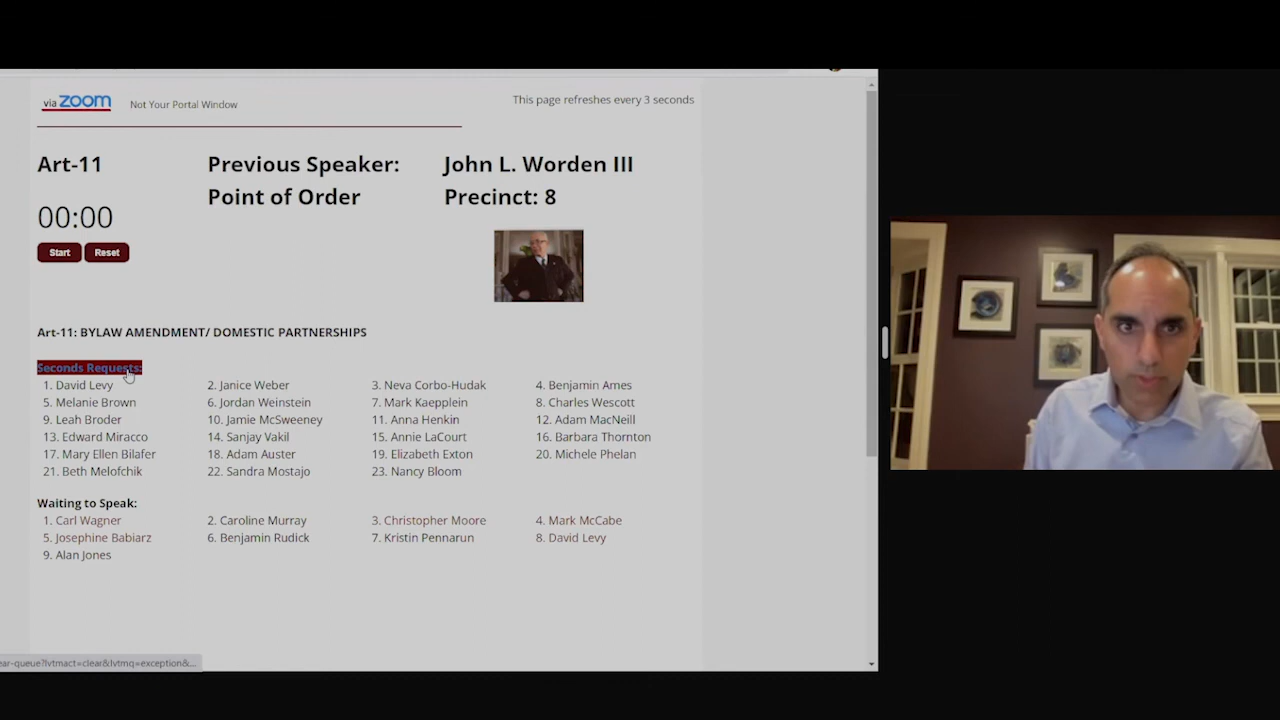 via zoom Not Your Portal Window This page refreshes every 3 seconds
Art-11 Previous Speaker: John L. Worden III
Point of Order Precinct: 8
00:00
Start Reset
Art-11: BYLAW AMENDMENT/ DOMESTIC PARTNERSHIPS
Seconds Requests:
1. David Levy 2. Janice Weber 3. Neva Corbo-Hudak 4. Benjamin Ames
5. Melanie Brown 6. Jordan Weinstein 7. Mark Kaepplein 8. Charles Wescott
9. Leah Broder 10. Jamie McSweeney 11. Anna Henkin 12. Adam MacNeill
13. Edward Miracco 14. Sanjay Vakil 15. Annie LaCourt 16. Barbara Thornton
17. Mary Ellen Bilafer 18. Adam Auster 19. Elizabeth Exton 20. Michele Phelan
21. Beth Melofchik 22. Sandra Mostajo 23. Nancy Bloom
Waiting to Speak:
1. Carl Wagner 2. Caroline Murray 3. Christopher Moore 4. Mark McCabe
5. Josephine Babiarz 6. Benjamin Rudick 7. Kristin Pennarun 8. David Levy
9. Alan Jones
ear-queue?lvtmact=clear&lvtmq=exception&...